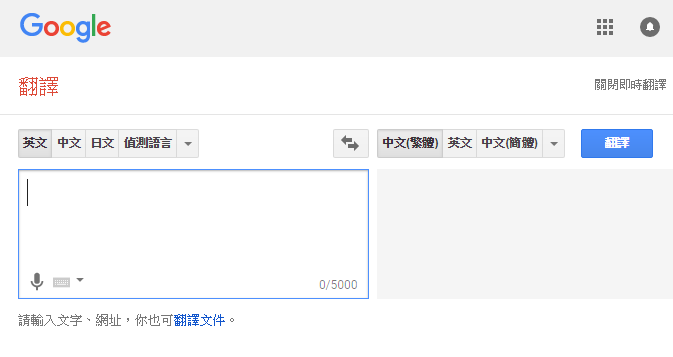 Google
翻譯
關閉即時翻譯
英文 中文 日文 偵測語言 中文(繁體) 英文 中文(簡體) 翻譯
0/5000
請輸入文字、網址，你也可翻譯文件。